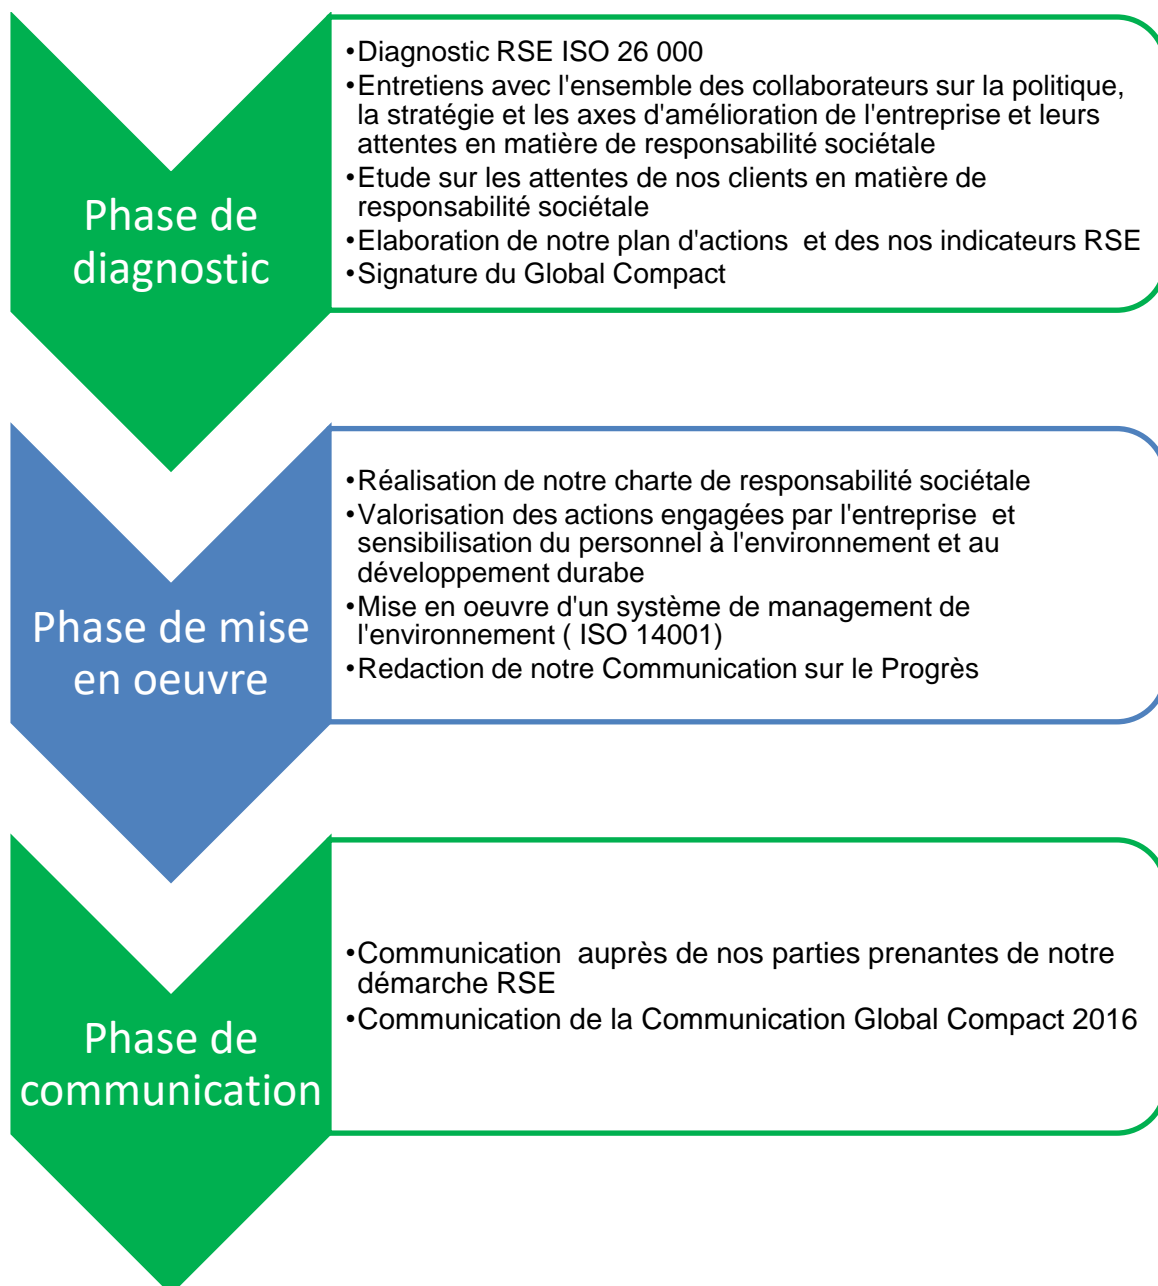 Phase de
diagnostic
•Diagnostic RSE ISO 26 000
•Entretiens avec l'ensemble des collaborateurs sur la politique,
la stratégie et les axes d'amélioration de l'entreprise et leurs
attentes en matière de responsabilité sociétale
•Etude sur les attentes de nos clients en matière de
responsabilité sociétale
•Elaboration de notre plan d'actions  et des nos indicateurs RSE
•Signature du Global Compact
Phase de mise
en oeuvre
•Réalisation de notre charte de responsabilité sociétale
•Valorisation des actions engagées par l'entreprise  et
sensibilisation du personnel à l'environnement et au
développement durabe
•Mise en oeuvre d'un système de management de
l'environnement ( ISO 14001)
•Redaction de notre Communication sur le Progrès
Phase de
communication
•Communication  auprès de nos parties prenantes de notre
démarche RSE
•Communication de la Communication Global Compact 2016